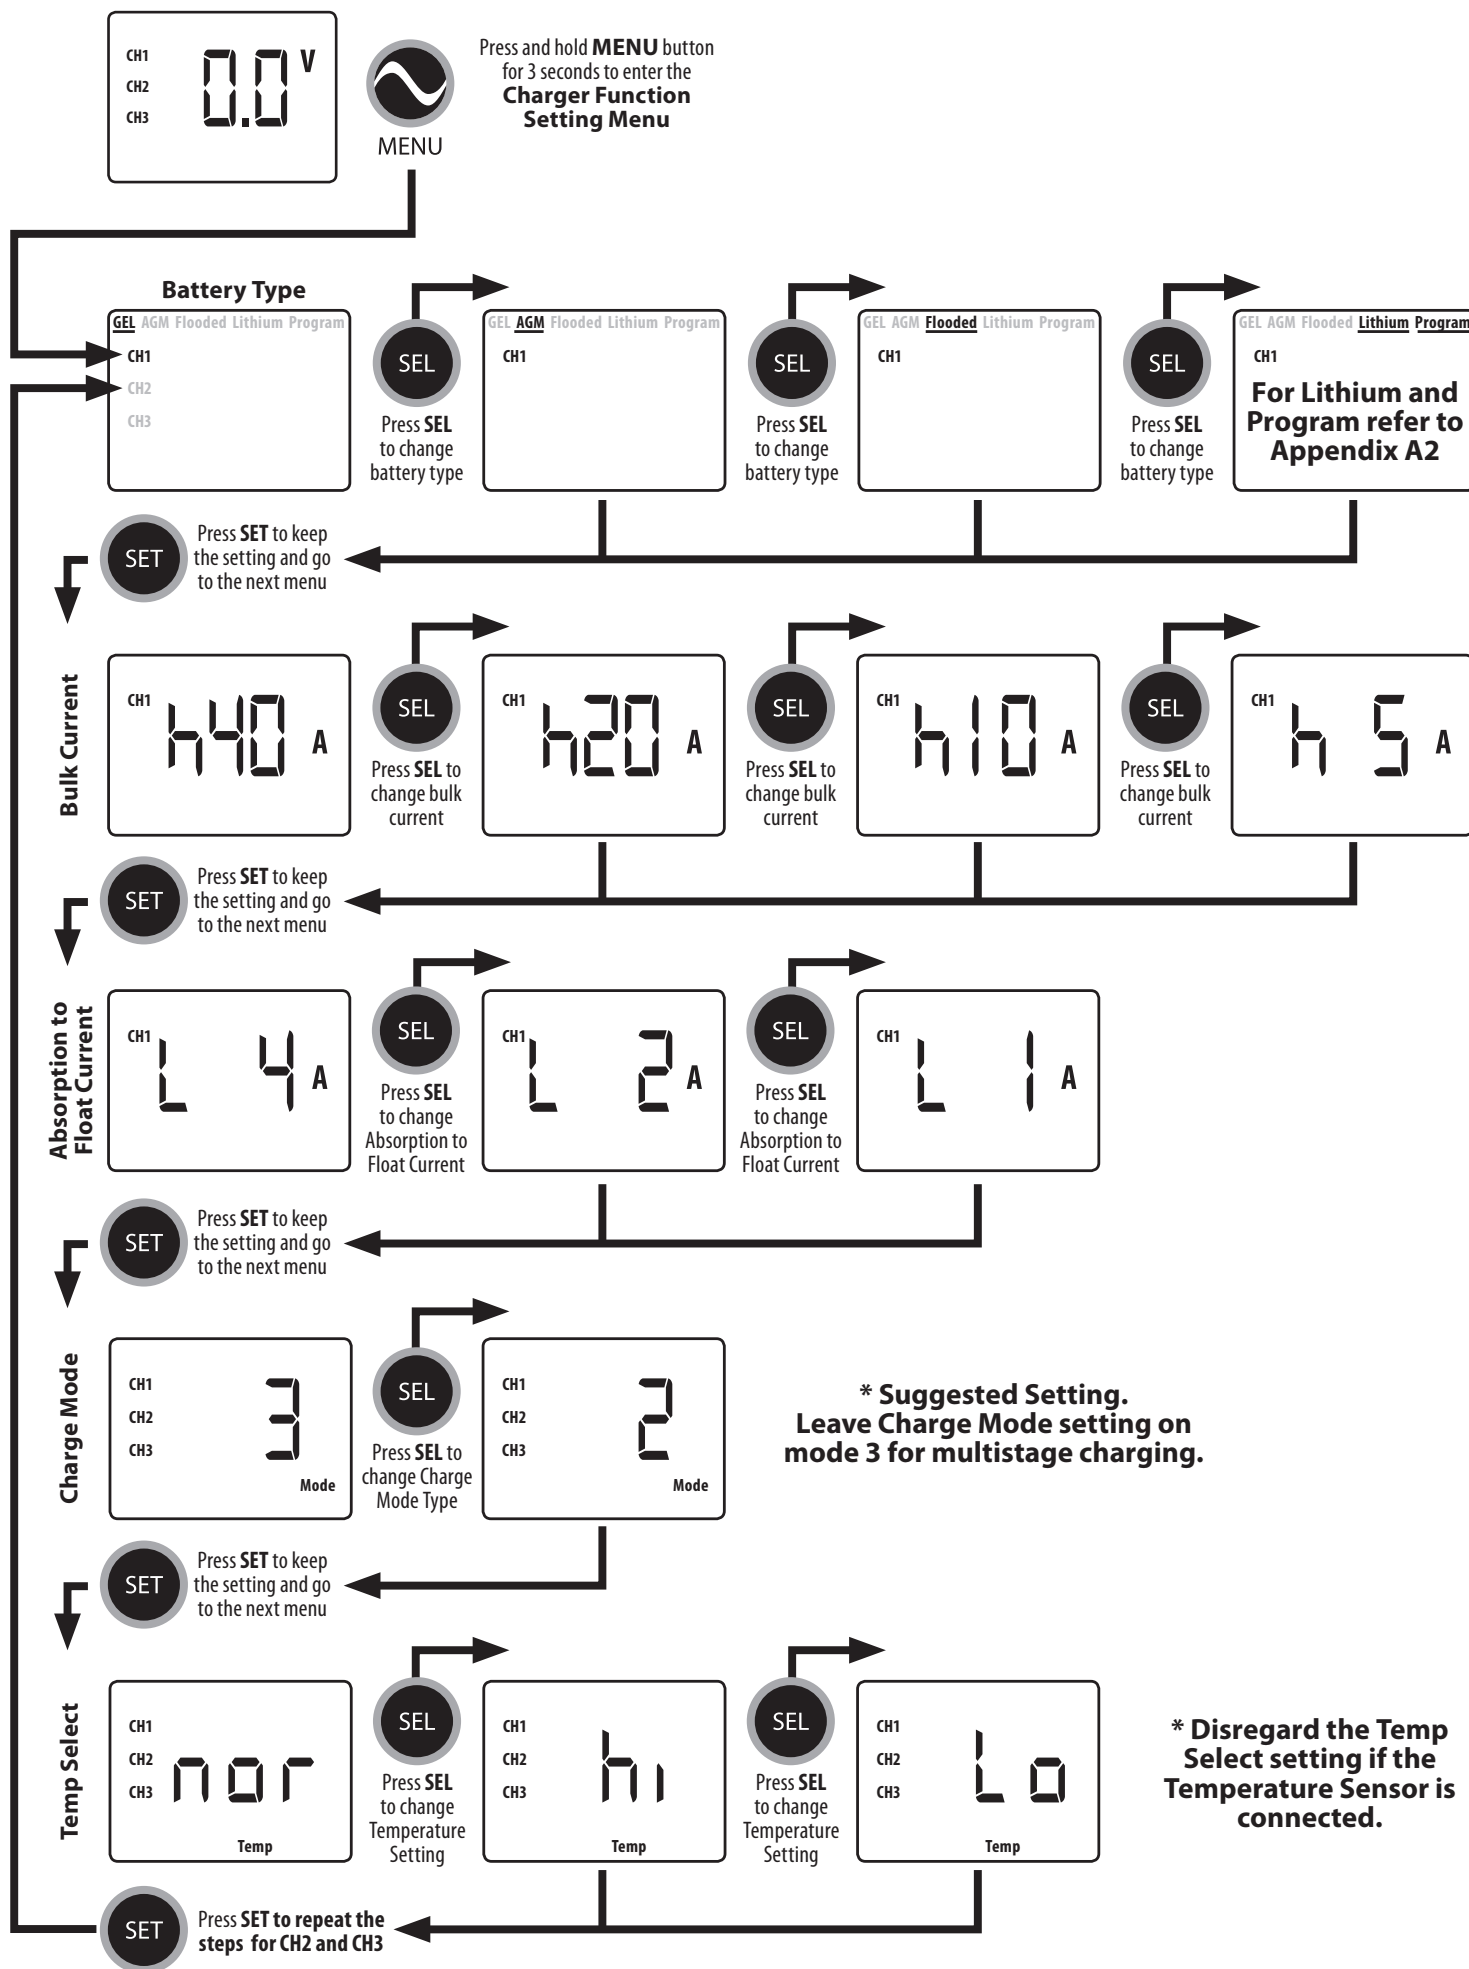 CH1
CH2
CH3
0.0 V
MENU
Press and hold MENU button
for 3 seconds to enter the
Charger Function
Setting Menu
Battery Type
GEL AGM Flooded Lithium Program
CH1
CH2
CH3
SEL
Press SEL
to change
battery type
GEL AGM Flooded Lithium Program
CH1
SEL
Press SEL
to change
battery type
GEL AGM Flooded Lithium Program
CH1
SEL
Press SEL
to change
battery type
GEL AGM Flooded Lithium Program
CH1
For Lithium and
Program refer to
Appendix A2
SET
Press SET to keep
the setting and go
to the next menu
Bulk Current
CH1
h40 A
SEL
Press SEL to
change bulk
current
CH1
h20 A
SEL
Press SEL to
change bulk
current
CH1
h10 A
SEL
Press SEL to
change bulk
current
CH1
h 5 A
SET
Press SET to keep
the setting and go
to the next menu
Absorption to
Float Current
CH1
L 4 A
SEL
Press SEL
to change
Absorption to
Float Current
CH1
L 2 A
SEL
Press SEL
to change
Absorption to
Float Current
CH1
L 1 A
SET
Press SET to keep
the setting and go
to the next menu
Charge Mode
CH1
CH2
CH3
3
Mode
SEL
Press SEL to
change Charge
Mode Type
CH1
CH2
CH3
2
Mode
* Suggested Setting.
Leave Charge Mode setting on
mode 3 for multistage charging.
SET
Press SET to keep
the setting and go
to the next menu
Temp Select
CH1
CH2
CH3
nor
Temp
SEL
Press SEL
to change
Temperature
Setting
CH1
CH2
CH3
hi
Temp
SEL
Press SEL
to change
Temperature
Setting
CH1
CH2
CH3
Lo
Temp
* Disregard the Temp
Select setting if the
Temperature Sensor is
connected.
SET
Press SET to repeat the
steps for CH2 and CH3